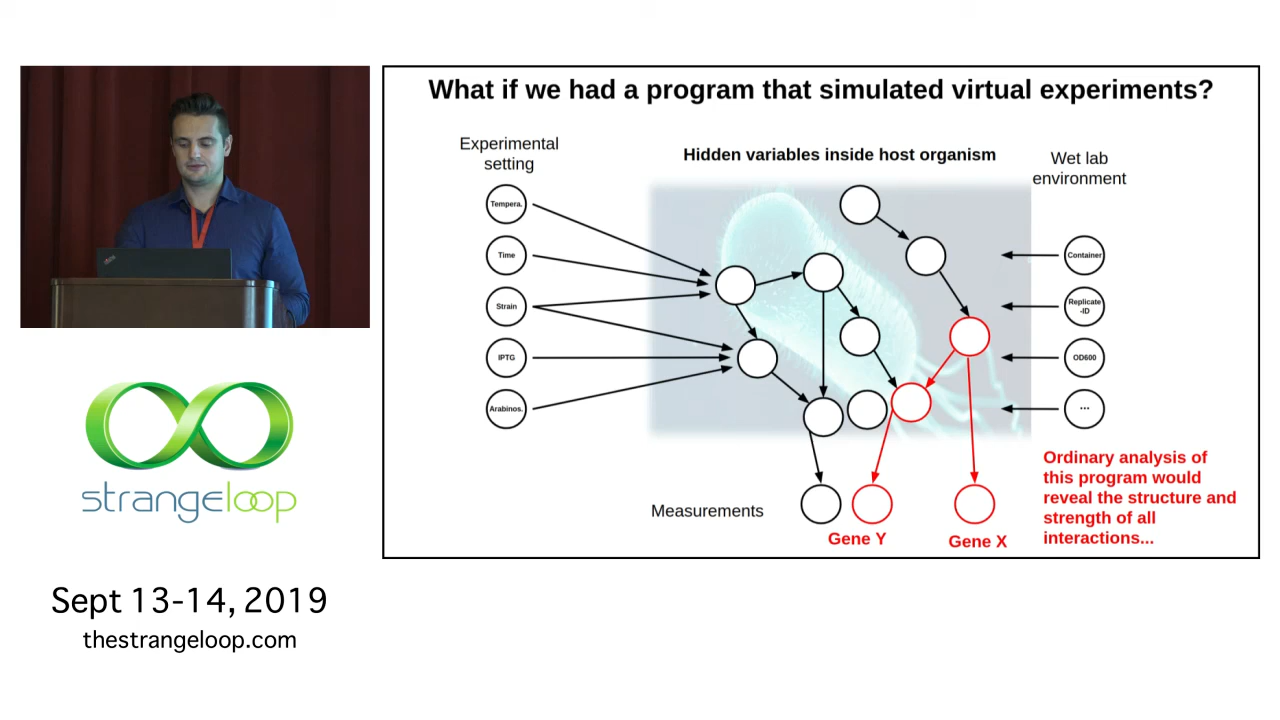 What if we had a program that simulated virtual experiments?
Experimental
setting
Hidden variables inside host organism
Wet lab
environment
Tempera.
Time
Strain
IPTG
Arabinos.
Container
Replicate
-ID
OD600
...
Measurements
Gene Y
Gene X
Ordinary analysis of
this program would
reveal the structure and
strength of all
interactions...
strangeloop
Sept 13-14, 2019
thestrangeloop.com